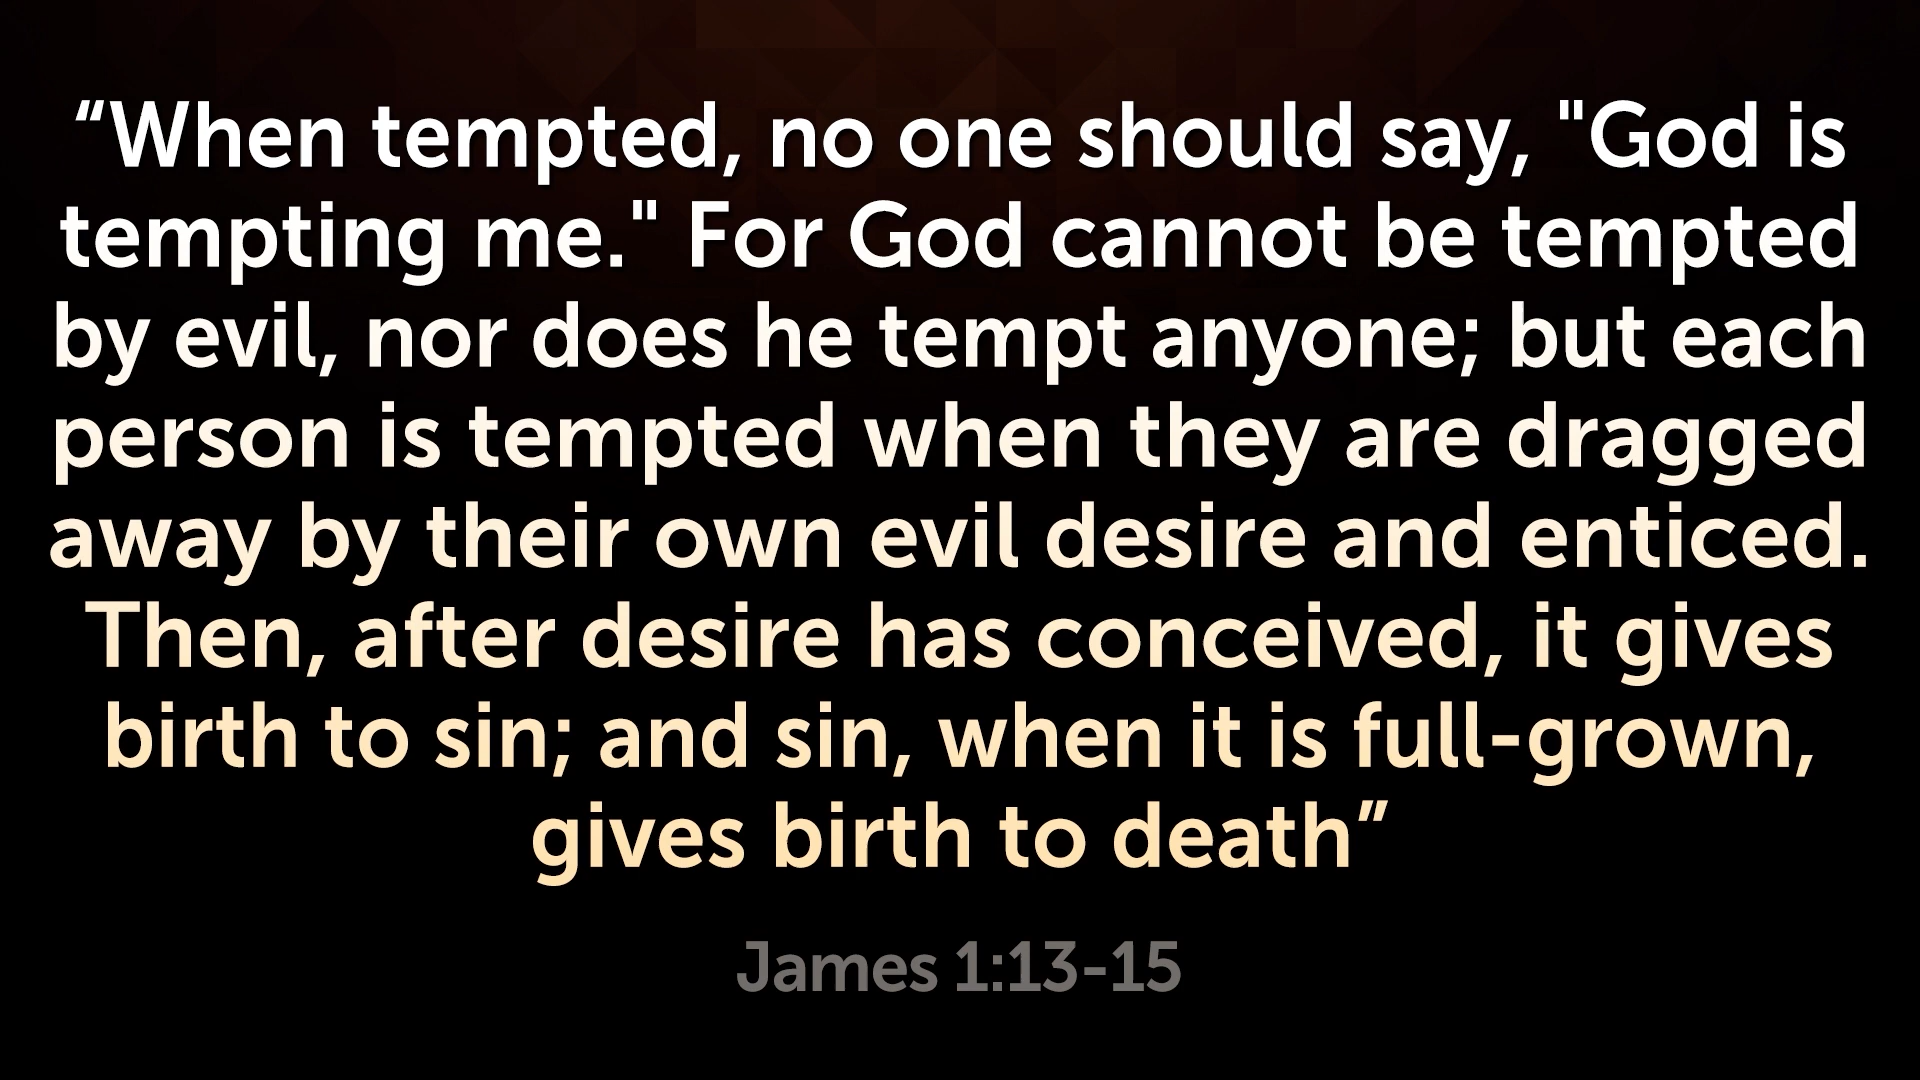 “When tempted, no one should say, "God is
tempting me." For God cannot be tempted
by evil, nor does he tempt anyone; but each
person is tempted when they are dragged
away by their own evil desire and enticed.
Then, after desire has conceived, it gives
birth to sin; and sin, when it is full-grown,
gives birth to death”
James 1:13-15